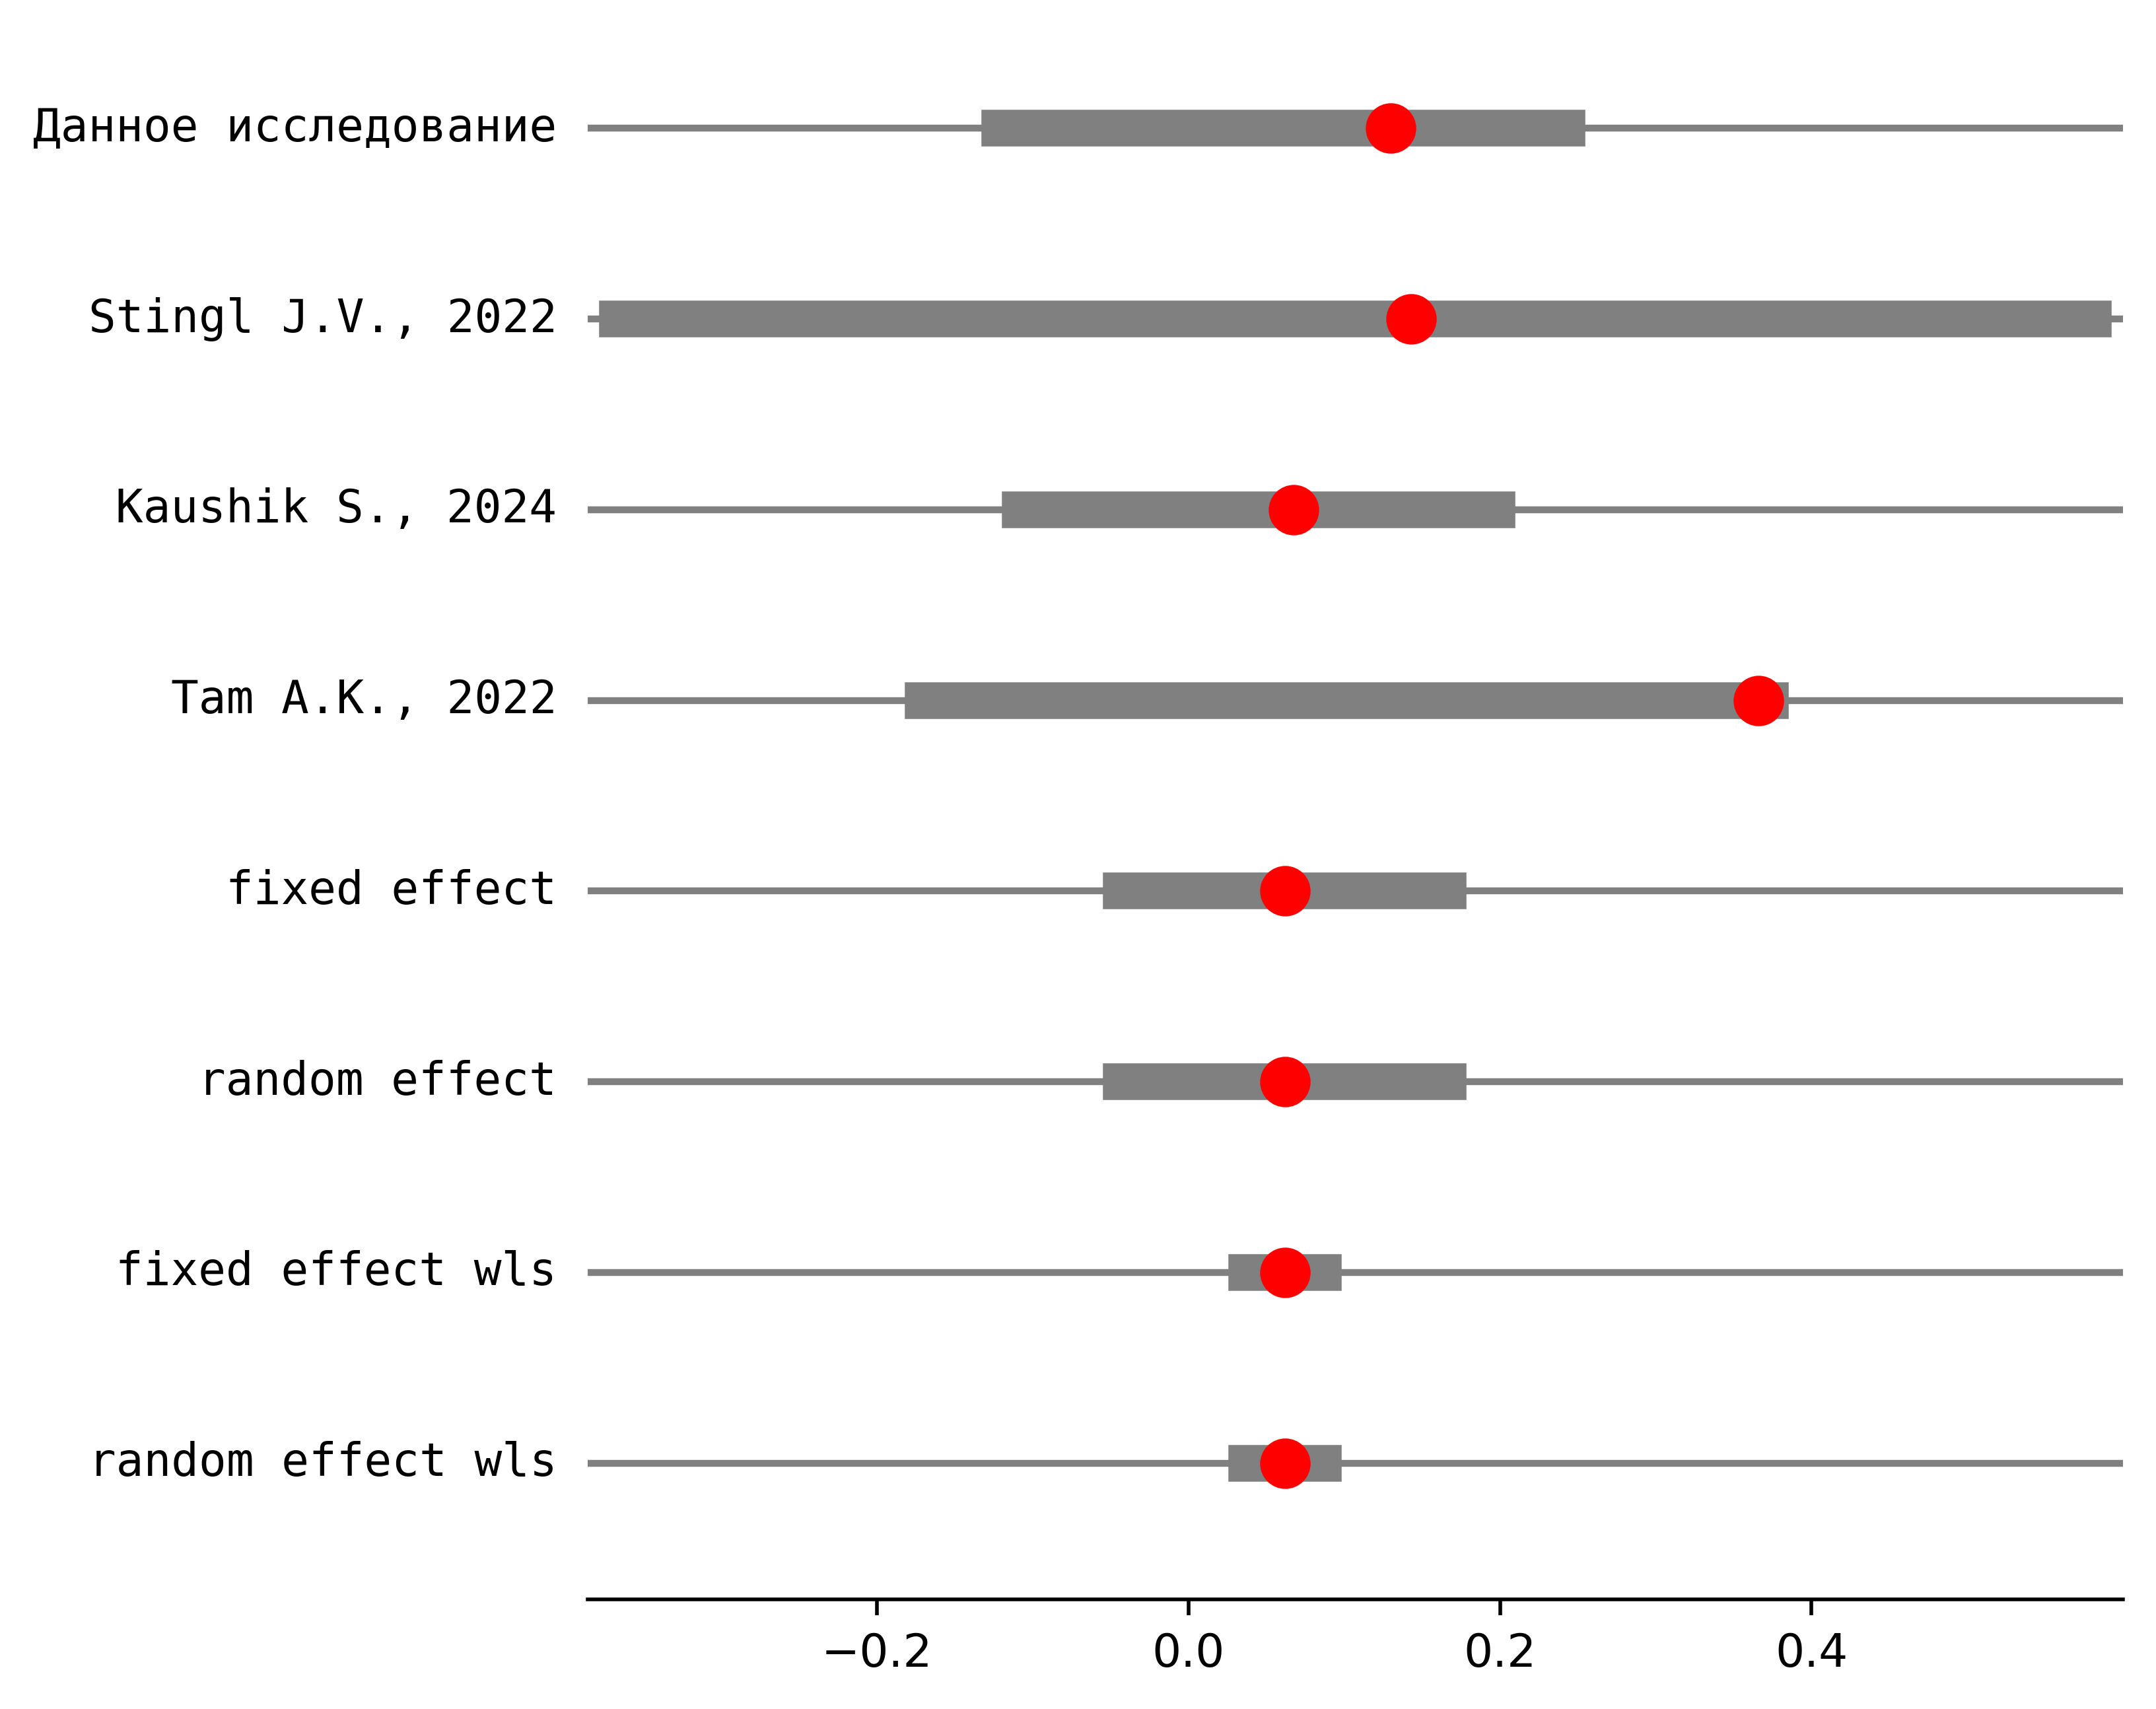 Данное исследование
Stingl J.V., 2022
Kaushik S., 2024
Tam A.K., 2022
fixed effect
random effect
fixed effect wls
random effect wls
−0.2 0.0 0.2 0.4